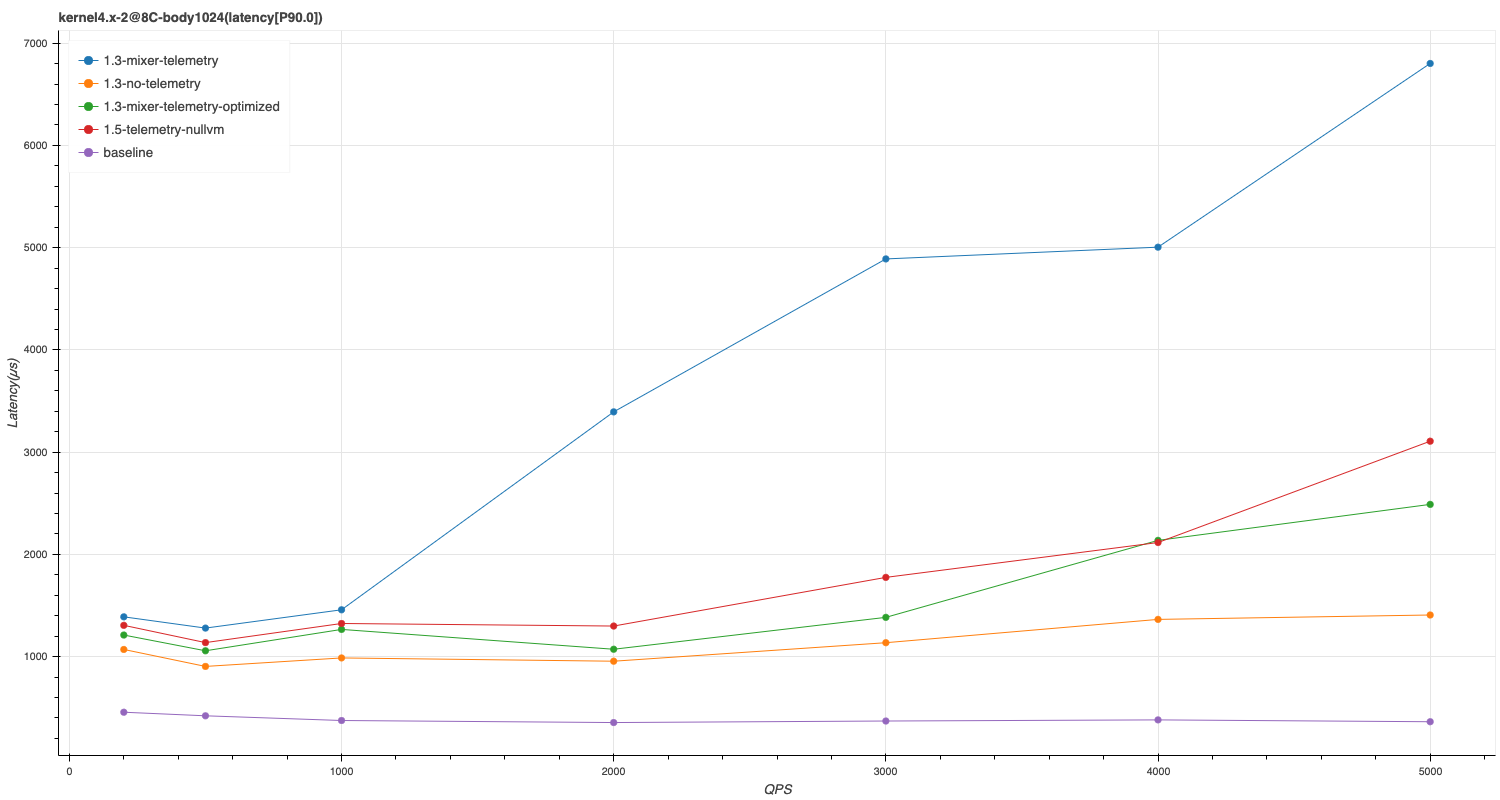 kernel4.x-2@8C-body1024(latency[P90.0])
7000
6000
5000
4000
3000
2000
1000
Latency(µs)
1.3-mixer-telemetry
1.3-no-telemetry
1.3-mixer-telemetry-optimized
1.5-telemetry-nullvm
baseline
0 1000 2000 3000 4000 5000
QPS